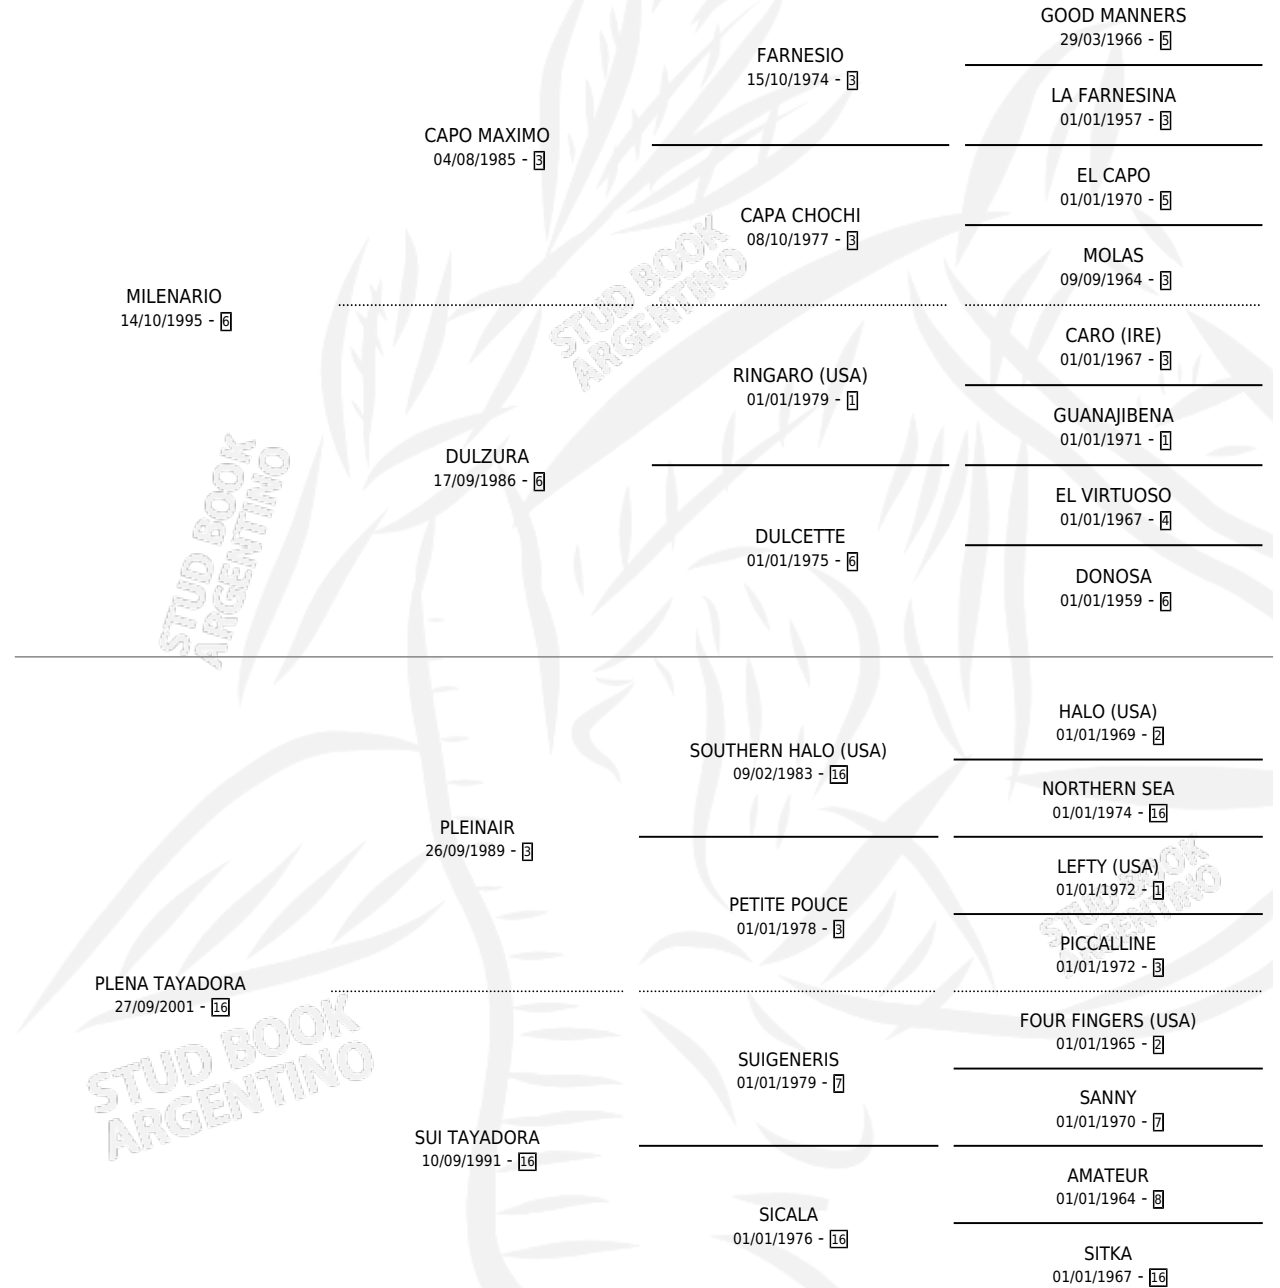 GOOD MANNERS
29/03/1966 - 5
FARNESIO
15/10/1974 - 3
LA FARNESINA
01/01/1957 - 3
CAPO MAXIMO
04/08/1985 - 3
EL CAPO
01/01/1970 - 5
CAPA CHOCHI
08/10/1977 - 3
MOLAS
09/09/1964 - 3
MILENARIO
14/10/1995 - 6
CARO (IRE)
01/01/1967 - 3
RINGARO (USA)
01/01/1979 - 1
GUANAJIBENA
01/01/1971 - 1
DULZURA
17/09/1986 - 6
EL VIRTUOSO
01/01/1967 - 4
DULCETTE
01/01/1975 - 6
DONOSA
01/01/1959 - 6
HALO (USA)
01/01/1969 - 2
SOUTHERN HALO (USA)
09/02/1983 - 16
NORTHERN SEA
01/01/1974 - 16
PLEINAIR
26/09/1989 - 3
LEFTY (USA)
01/01/1972 - 1
PETITE POUCE
01/01/1978 - 3
PICCALLINE
01/01/1972 - 3
PLENA TAYADORA
27/09/2001 - 16
FOUR FINGERS (USA)
01/01/1965 - 2
SUIGENERIS
01/01/1979 - 7
SANNY
01/01/1970 - 7
SUI TAYADORA
10/09/1991 - 16
AMATEUR
01/01/1964 - 8
SICALA
01/01/1976 - 16
SITKA
01/01/1967 - 16
STUD BOOK
ARGENTINO
STUD BOOK
ARGENTINO
STUD BOOK
ARGENTINO
STUD BOOK
ARGENTINO